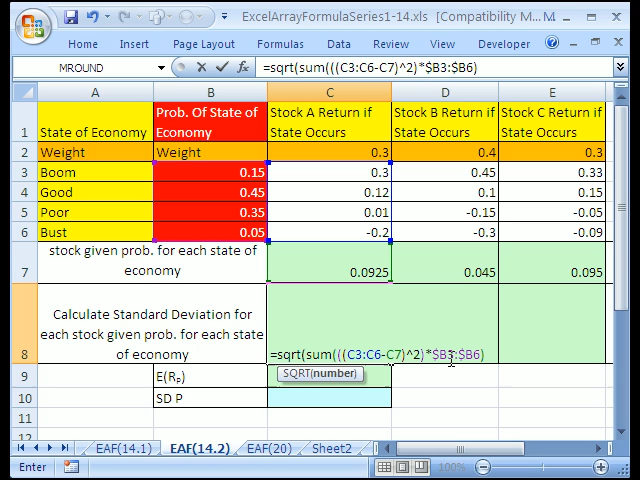 ExcelArrayFormulaSeries1-14.xls [Compatibility M...
Home Insert Page Layout Formulas Data Review View Developer
MROUND =sqrt(sum(((C3:C6-C7)^2)*$B3:$B6)
A B C D E
1 State of Economy Prob. Of State of Economy Stock A Return if State Occurs Stock B Return if State Occurs Stock C Return if State Occurs
2 Weight Weight 0.3 0.4 0.3
3 Boom 0.15 0.3 0.45 0.33
4 Good 0.45 0.12 0.1 0.15
5 Poor 0.35 0.01 -0.15 -0.05
6 Bust 0.05 -0.2 -0.3 -0.09
7 stock given prob. for each state of economy 0.0925 0.045 0.095
8 Calculate Standard Deviation for each stock given prob. for each state of economy =sqrt(sum(((C3:C6-C7)^2)*$B3:$B6)
SQRT(number)
9 E(RP)
10 SD P
11
12
EAF(14.1) EAF(14.2) EAF(20) Sheet2
Enter 100%